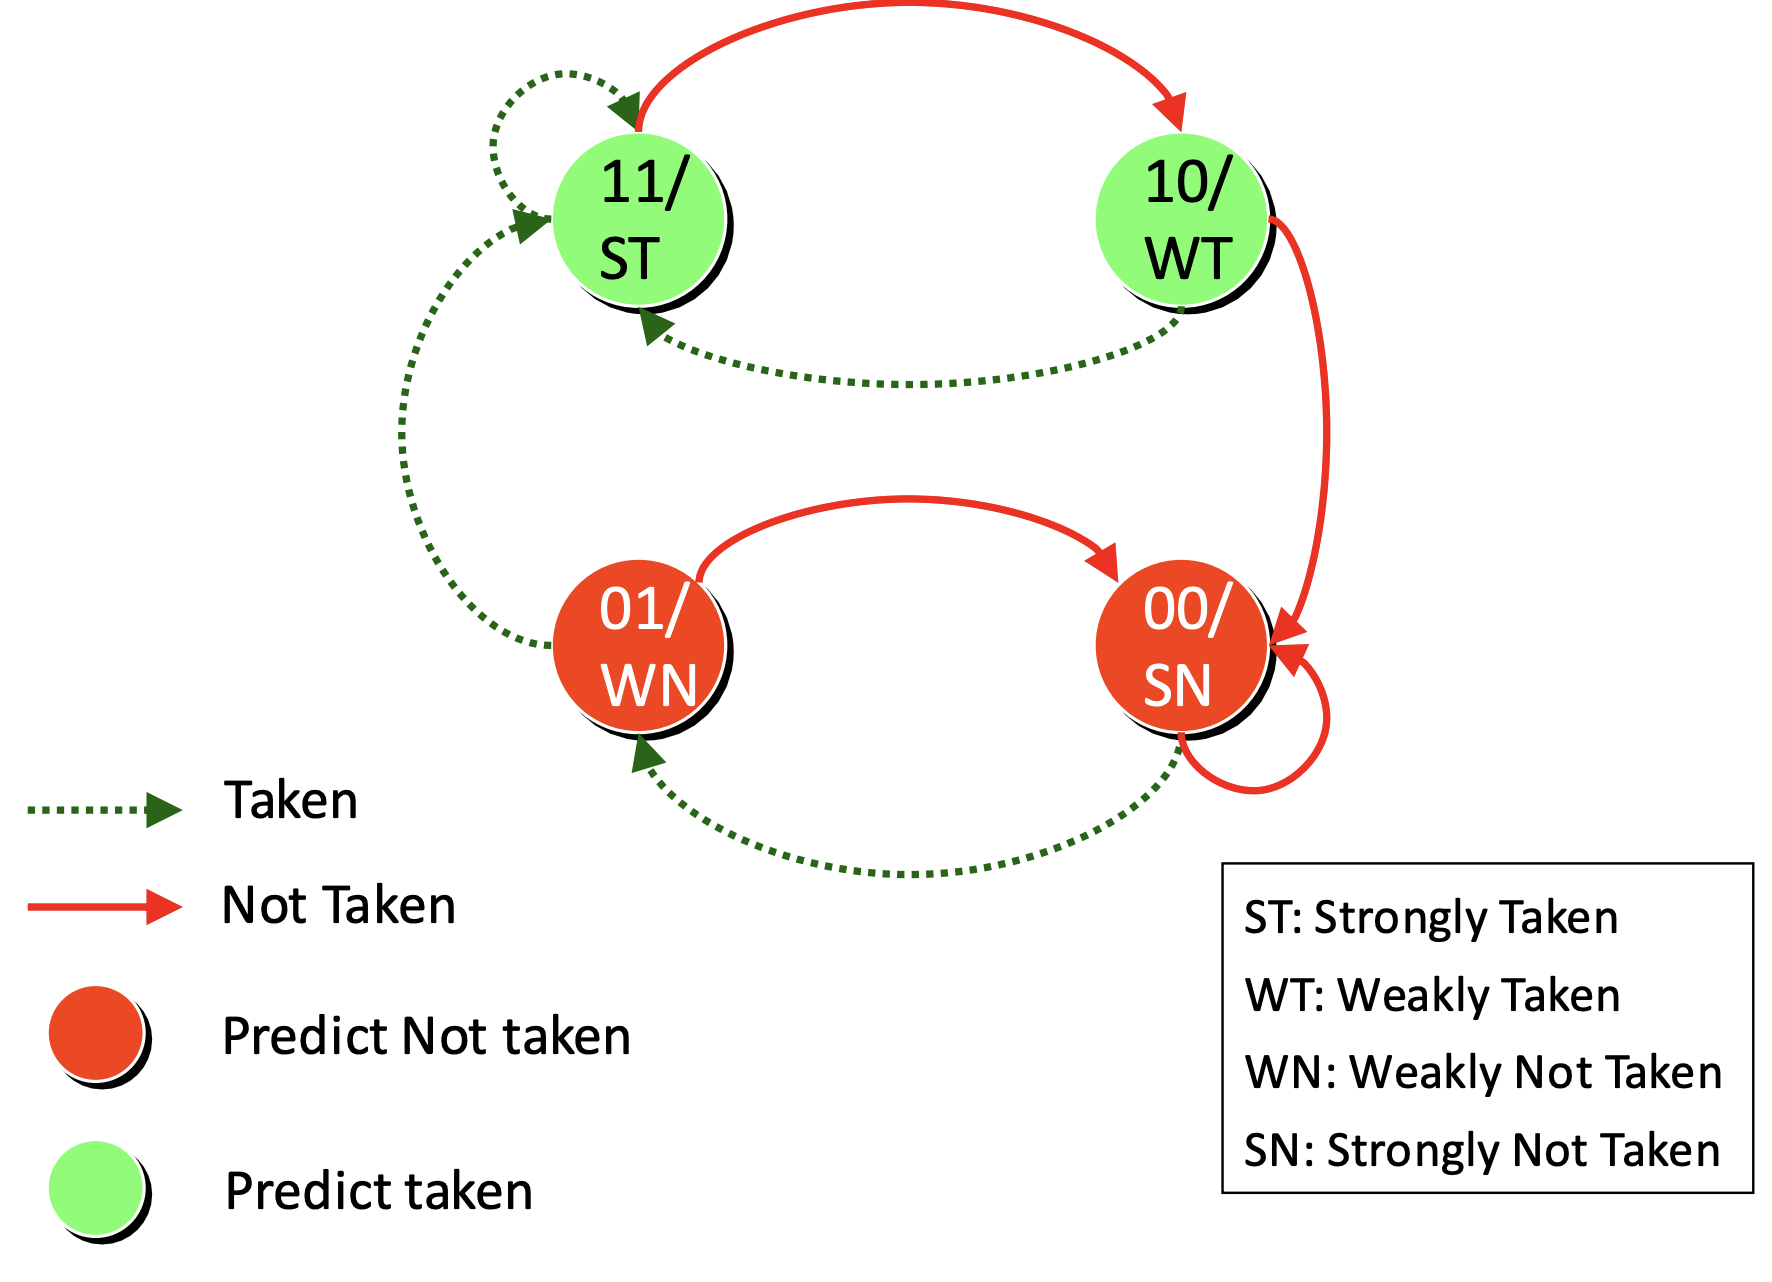 11/
ST
10/
WT
01/
WN
00/
SN
Taken
Not Taken
Predict Not taken
Predict taken
ST: Strongly Taken
WT: Weakly Taken
WN: Weakly Not Taken
SN: Strongly Not Taken